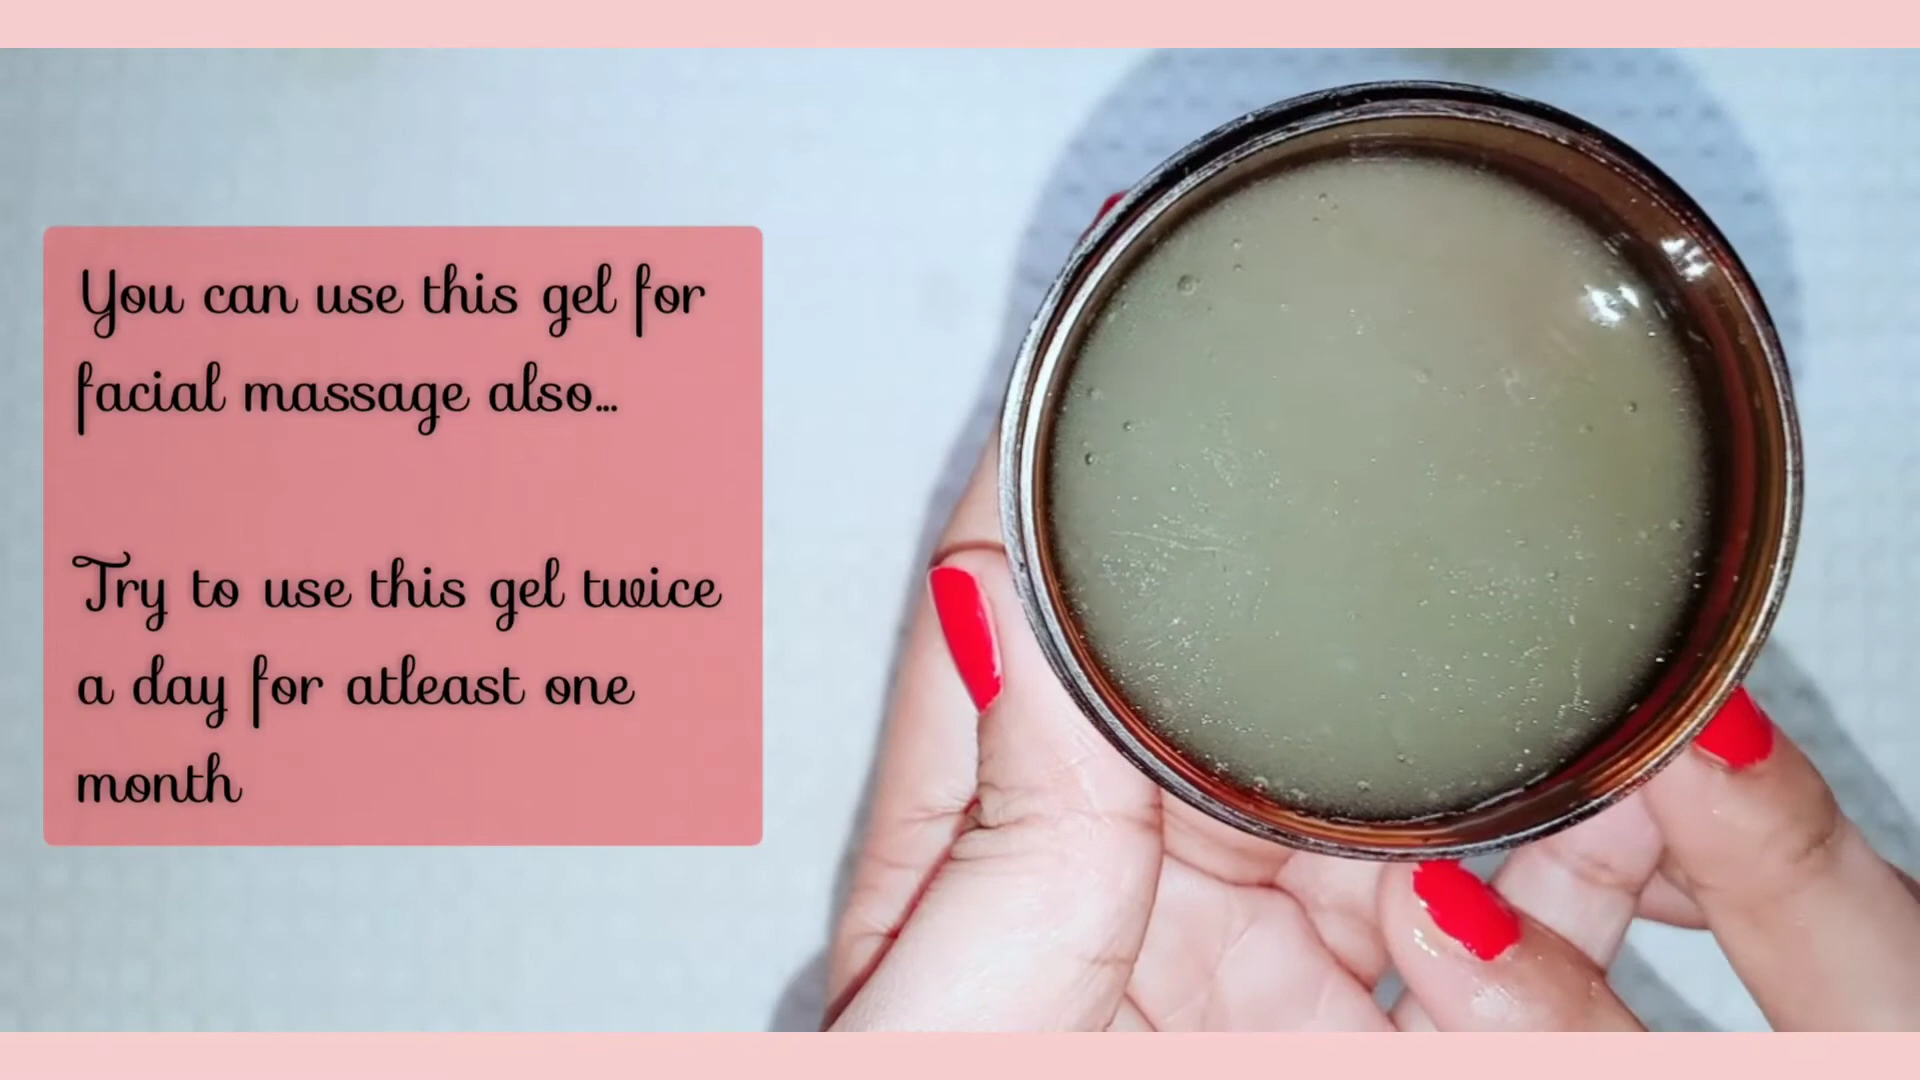 You can use this gel for
facial massage also...
Try to use this gel twice
a day for atleast one
month